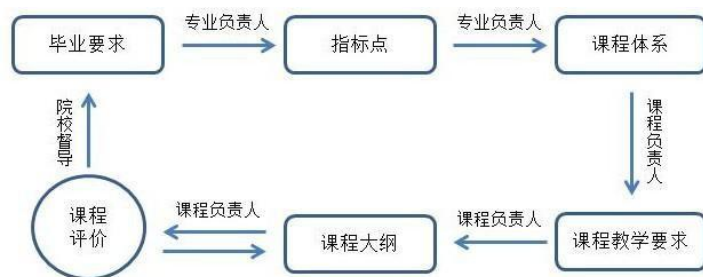 专业负责人
专业负责人
毕业要求
指标点
课程体系
院校督导
课程负责人
课程负责人
课程负责人
课程
评价
课程大纲
课程教学要求